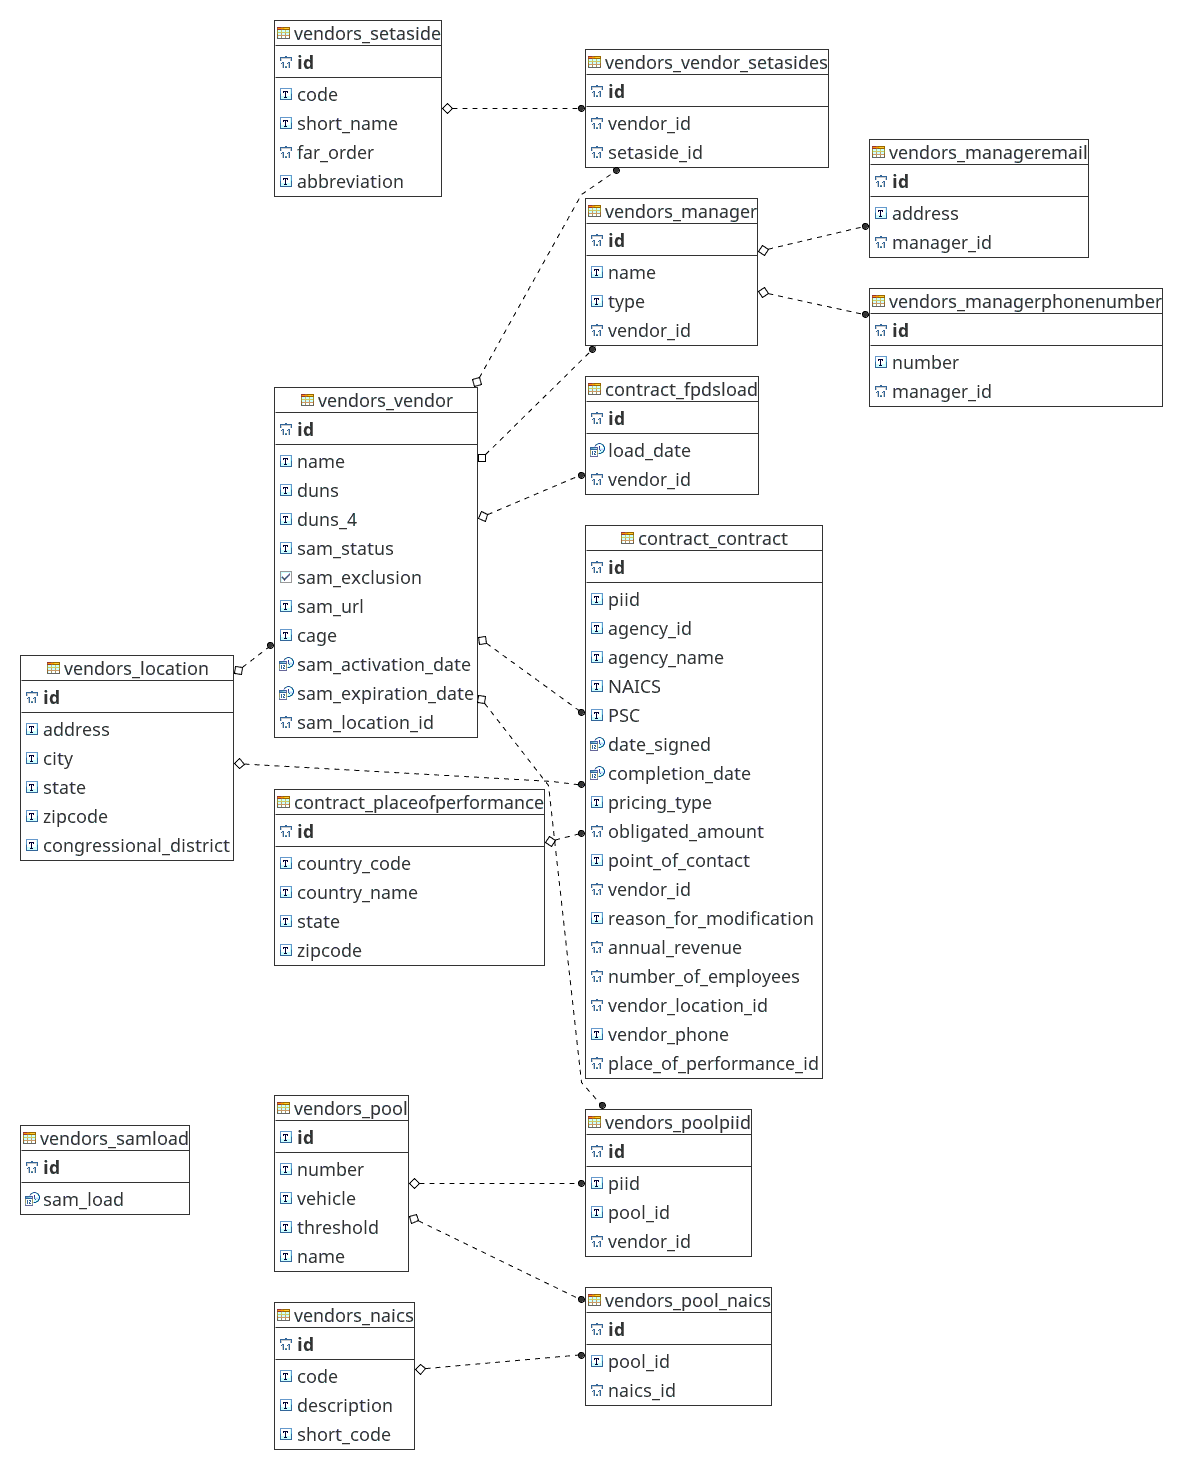 vendors_setaside
id
code
short_name
far_order
abbreviation
vendors_vendor_setasides
id
vendor_id
setaside_id
vendors_manageremail
id
address
manager_id
vendors_manager
id
name
type
vendor_id
vendors_managerphonenumber
id
number
manager_id
vendors_vendor
id
name
duns
duns_4
sam_status
sam_exclusion
sam_url
cage
sam_activation_date
sam_expiration_date
sam_location_id
contract_fpdsload
id
load_date
vendor_id
contract_contract
id
piid
agency_id
agency_name
NAICS
PSC
date_signed
completion_date
pricing_type
obligated_amount
point_of_contact
vendor_id
reason_for_modification
annual_revenue
number_of_employees
vendor_location_id
vendor_phone
place_of_performance_id
vendors_location
id
address
city
state
zipcode
congressional_district
contract_placeofperformance
id
country_code
country_name
state
zipcode
vendors_samload
id
sam_load
vendors_pool
id
number
vehicle
threshold
name
vendors_poolpiid
id
piid
pool_id
vendor_id
vendors_naics
id
code
description
short_code
vendors_pool_naics
id
pool_id
naics_id